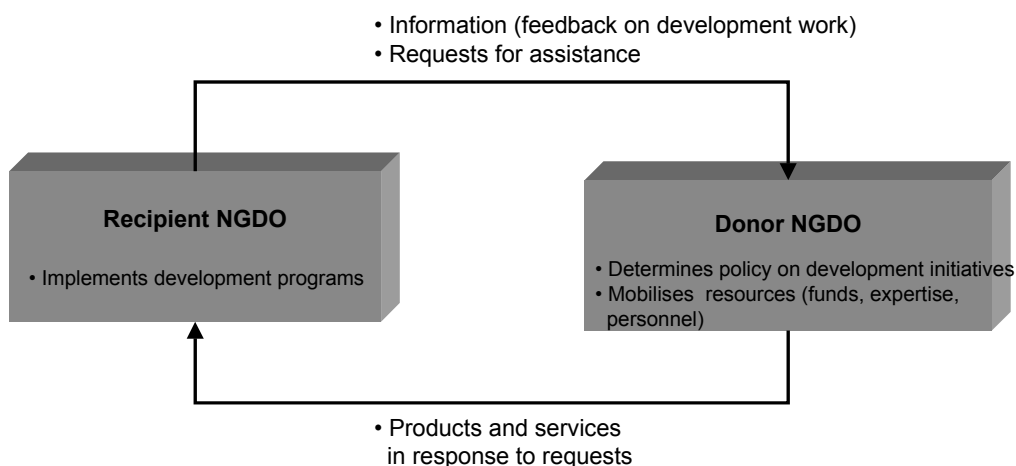 • Information (feedback on development work)
• Requests for assistance
Recipient NGDO
• Implements development programs
Donor NGDO
• Determines policy on development initiatives
• Mobilises resources (funds, expertise,
personnel)
• Products and services
in response to requests